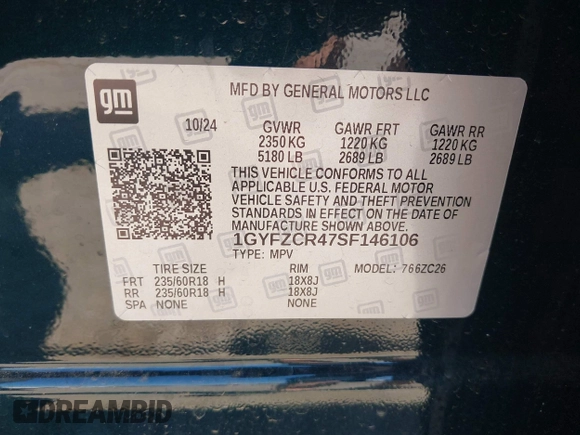 gm
MFD BY GENERAL MOTORS LLC
10/24 GVWR GAWR FRT GAWR RR
2350 KG 1220 KG 1220 KG
5180 LB 2689 LB 2689 LB
THIS VEHICLE CONFORMS TO ALL
APPLICABLE U.S. FEDERAL MOTOR
VEHICLE SAFETY AND THEFT PREVENTION
STANDARDS IN EFFECT ON THE DATE OF
MANUFACTURE SHOWN ABOVE.
1GYFZCR47SF146106
TYPE: MPV
TIRE SIZE RIM MODEL: 766ZC26
FRT 235/60R18 H 18X8J
RR 235/60R18 H 18X8J
SPA NONE NONE
DREAMBID